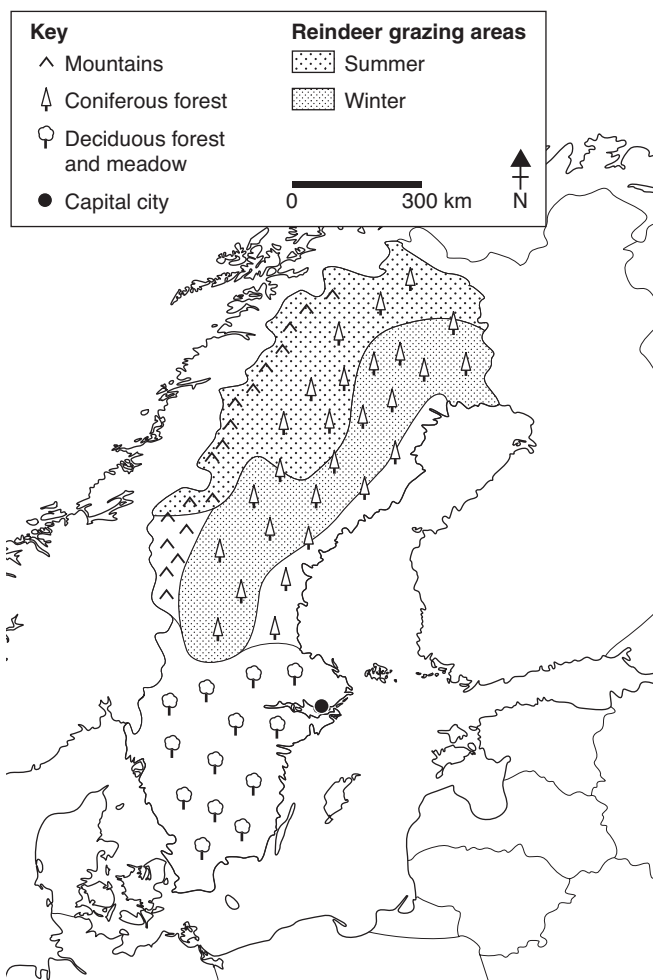 Key
Mountains
Coniferous forest
Deciduous forest
and meadow
Capital city
Reindeer grazing areas
Summer
Winter
0 300 km
N